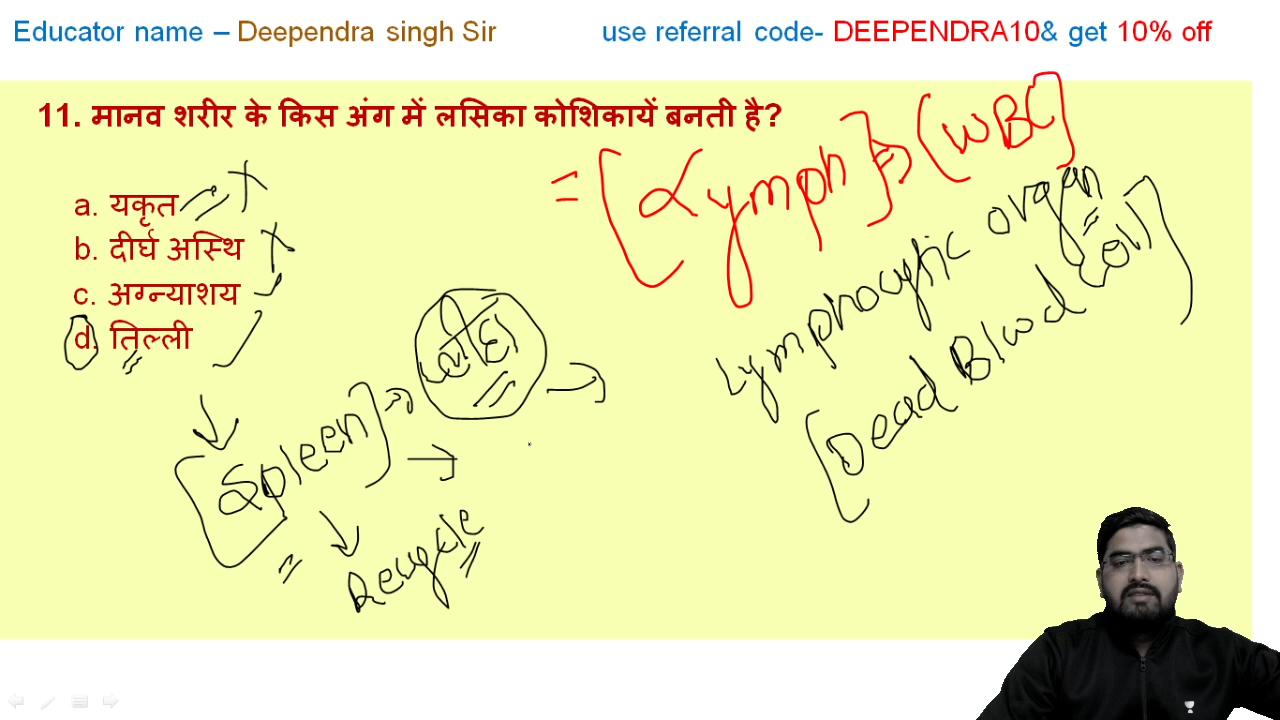 Educator name – Deependra singh Sir
use referral code- DEEPENDRA10& get 10% off
11. मानव शरीर के किस अंग में लसिका कोशिकायें बनती है?
= [Lymph] ⇒ [WBC]
a. यकृत
b. दीर्घ अस्थि
c. अग्न्याशय
d. तिल्ली
Lymphocytic organ
[Dead Blood Cell]
[Spleen]
Recycle